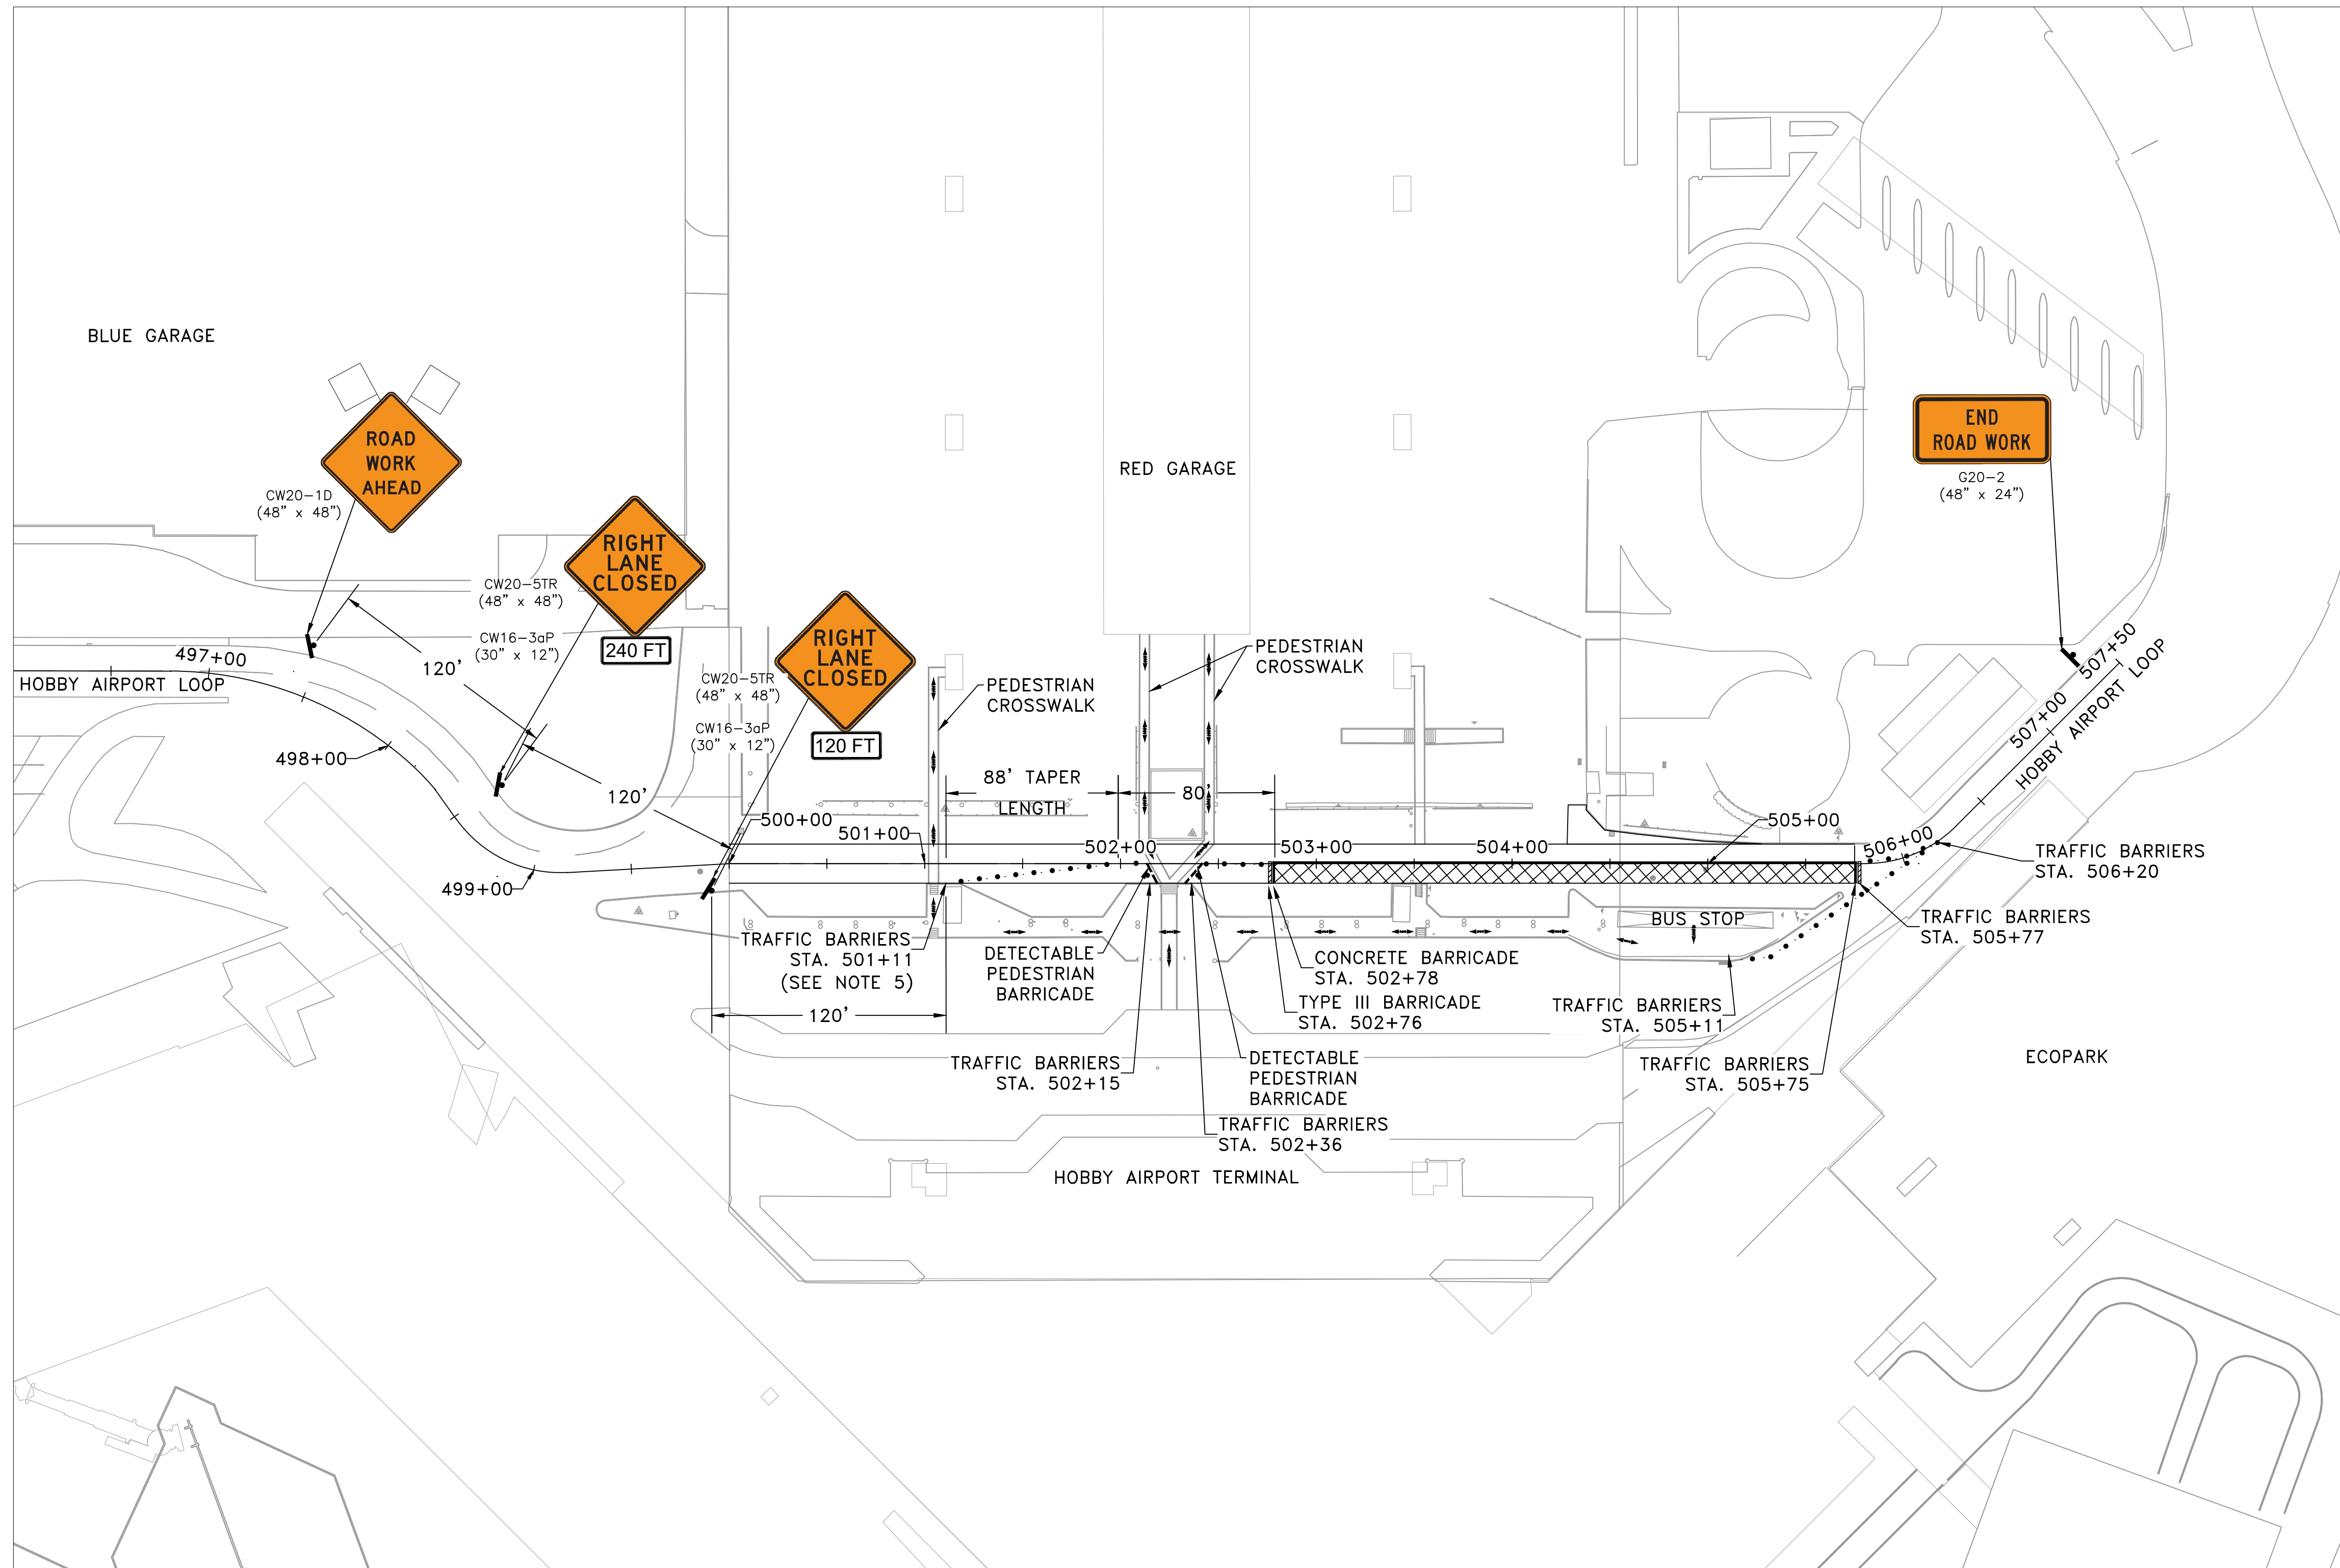 BLUE GARAGE
ROAD
WORK
AHEAD
CW20-1D
(48" x 48")
RIGHT
LANE
CLOSED
240 FT
CW20-5TR
(48" x 48")
CW16-3aP
(30" x 12")
RIGHT
LANE
CLOSED
120 FT
CW20-5TR
(48" x 48")
CW16-3aP
(30" x 12")
RED GARAGE
END
ROAD WORK
G20-2
(48" x 24")
PEDESTRIAN
CROSSWALK
PEDESTRIAN
CROSSWALK
120'
120'
88' TAPER
LENGTH
80'
HOBBY AIRPORT LOOP
497+00
498+00
499+00
500+00
501+00
502+00
503+00
504+00
505+00
506+00
507+00
507+50
HOBBY AIRPORT LOOP
TRAFFIC BARRIERS
STA. 506+20
TRAFFIC BARRIERS
STA. 505+77
BUS STOP
TRAFFIC BARRIERS
STA. 501+11
(SEE NOTE 5)
120'
DETECTABLE
PEDESTRIAN
BARRICADE
CONCRETE BARRICADE
STA. 502+78
TYPE III BARRICADE
STA. 502+76
TRAFFIC BARRIERS
STA. 505+11
TRAFFIC BARRIERS
STA. 502+15
DETECTABLE
PEDESTRIAN
BARRICADE
TRAFFIC BARRIERS
STA. 505+75
ECOPARK
TRAFFIC BARRIERS
STA. 502+36
HOBBY AIRPORT TERMINAL